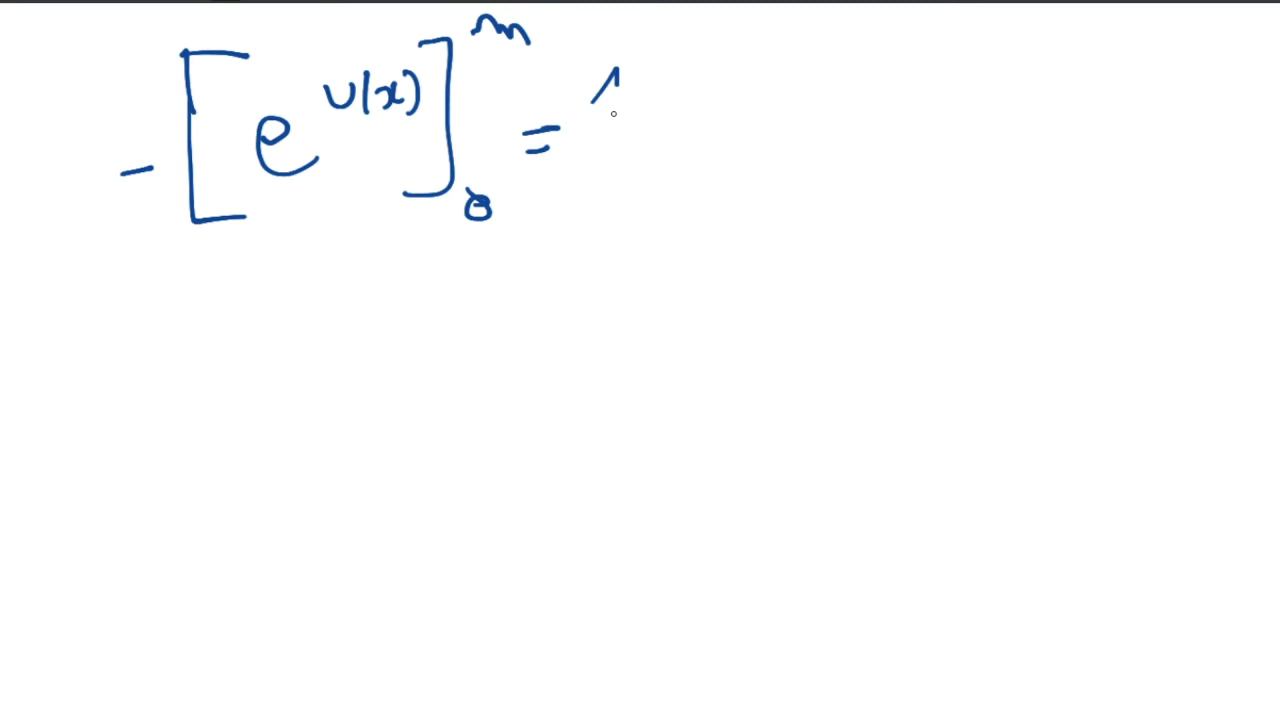 - [e^{U(x)}]_0^m = 1